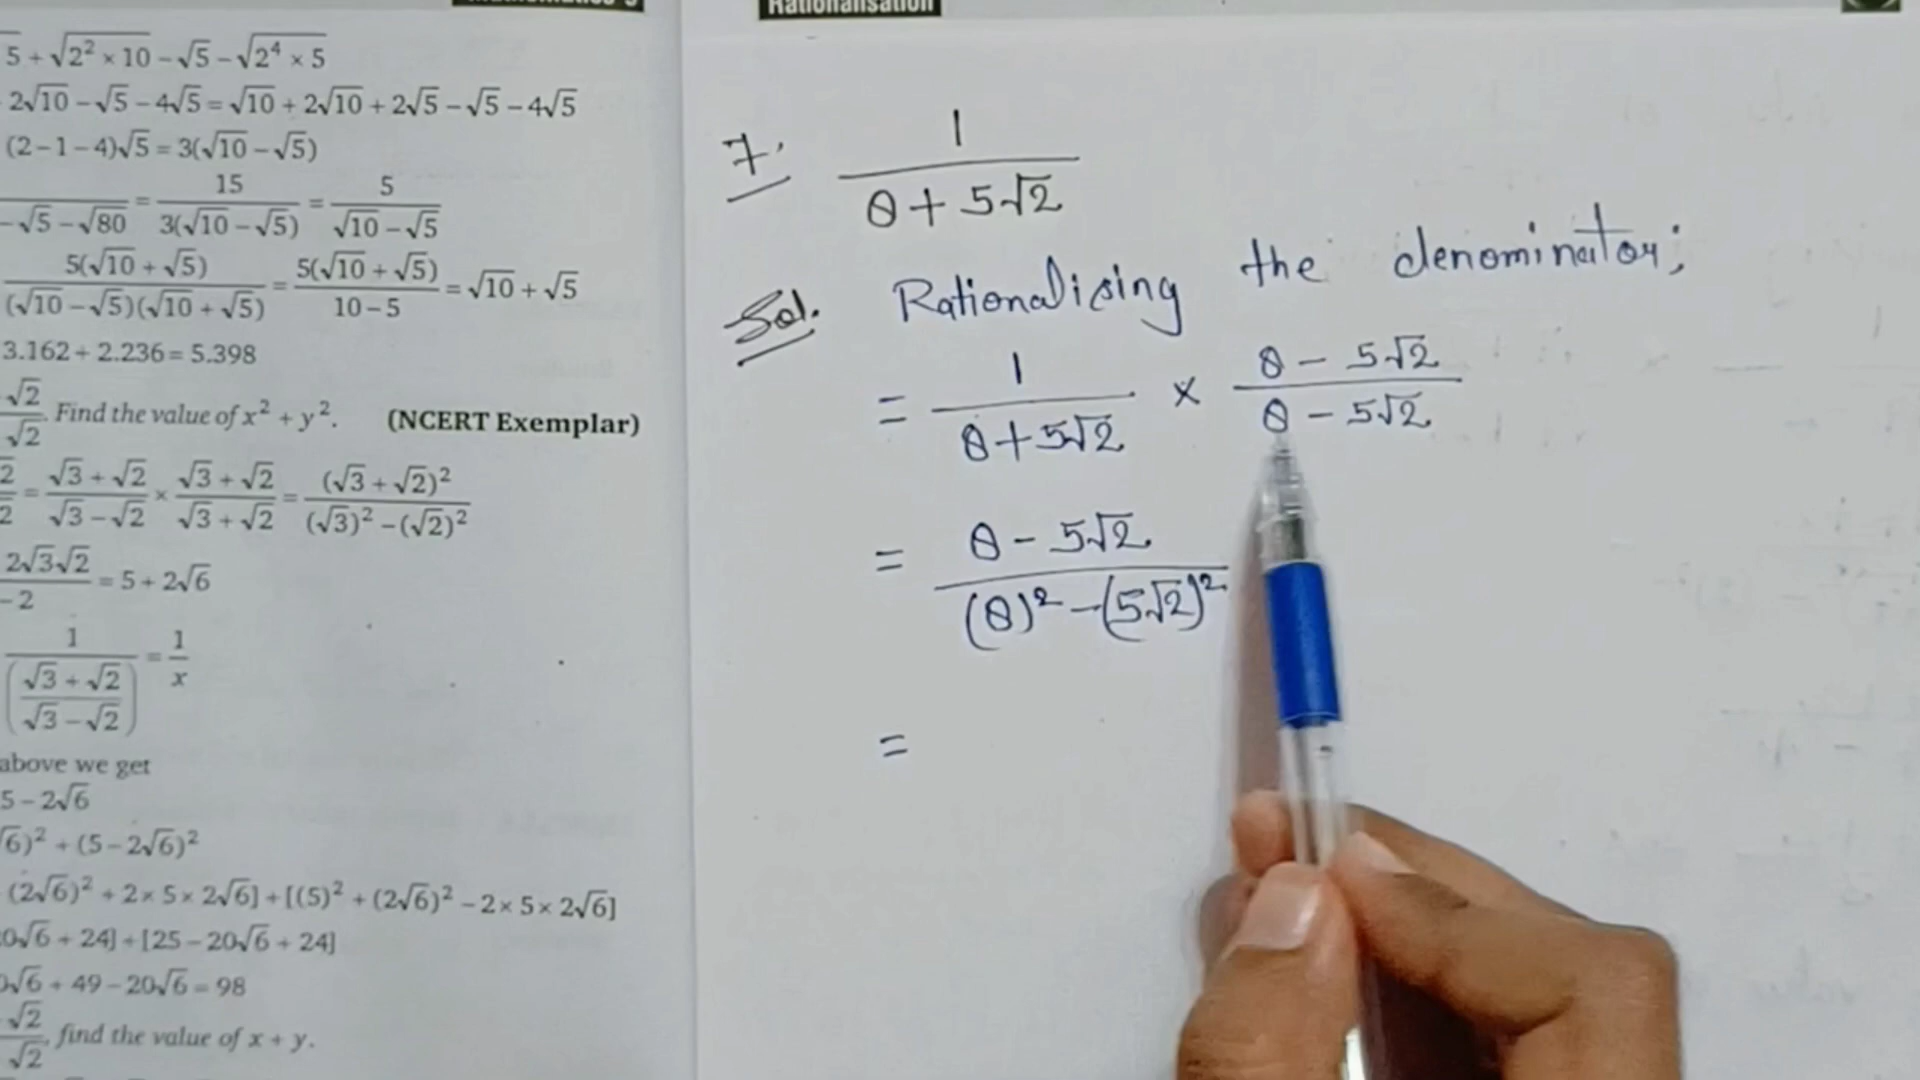 Rationalisation
5 + √(2² × 10) − √5 − √(2⁴ × 5)
2√10 − √5 − 4√5 = √10 + 2√10 + 2√5 − √5 − 4√5
(2 − 1 − 4)√5 = 3(√10 − √5)
−√5 − √80 = 15/(3(√10 − √5)) = 5/(√10 − √5)
5(√10 + √5)/((√10 − √5)(√10 + √5)) = 5(√10 + √5)/(10 − 5) = √10 + √5
3.162 + 2.236 = 5.398
√2/√2. Find the value of x² + y². (NCERT Exemplar)
2/2 = (√3 + √2)/(√3 − √2) × (√3 + √2)/(√3 + √2) = (√3 + √2)²/((√3)² − (√2)²)
2√3√2/−2 = 5 + 2√6
1/((√3 + √2)/(√3 − √2)) = 1/x
above we get
5 − 2√6
√6)² + (5 − 2√6)²
(2√6)² + 2 × 5 × 2√6] + [(5)² + (2√6)² − 2 × 5 × 2√6]
0√6 + 24] + [25 − 20√6 + 24]
0√6 + 49 − 20√6 = 98
√2/√2, find the value of x + y.
7. 1/(8 + 5√2)
Sol. Rationalising the denominator;
= 1/(8 + 5√2) × (8 − 5√2)/(8 − 5√2)
= (8 − 5√2)/((8)² − (5√2)²)
=